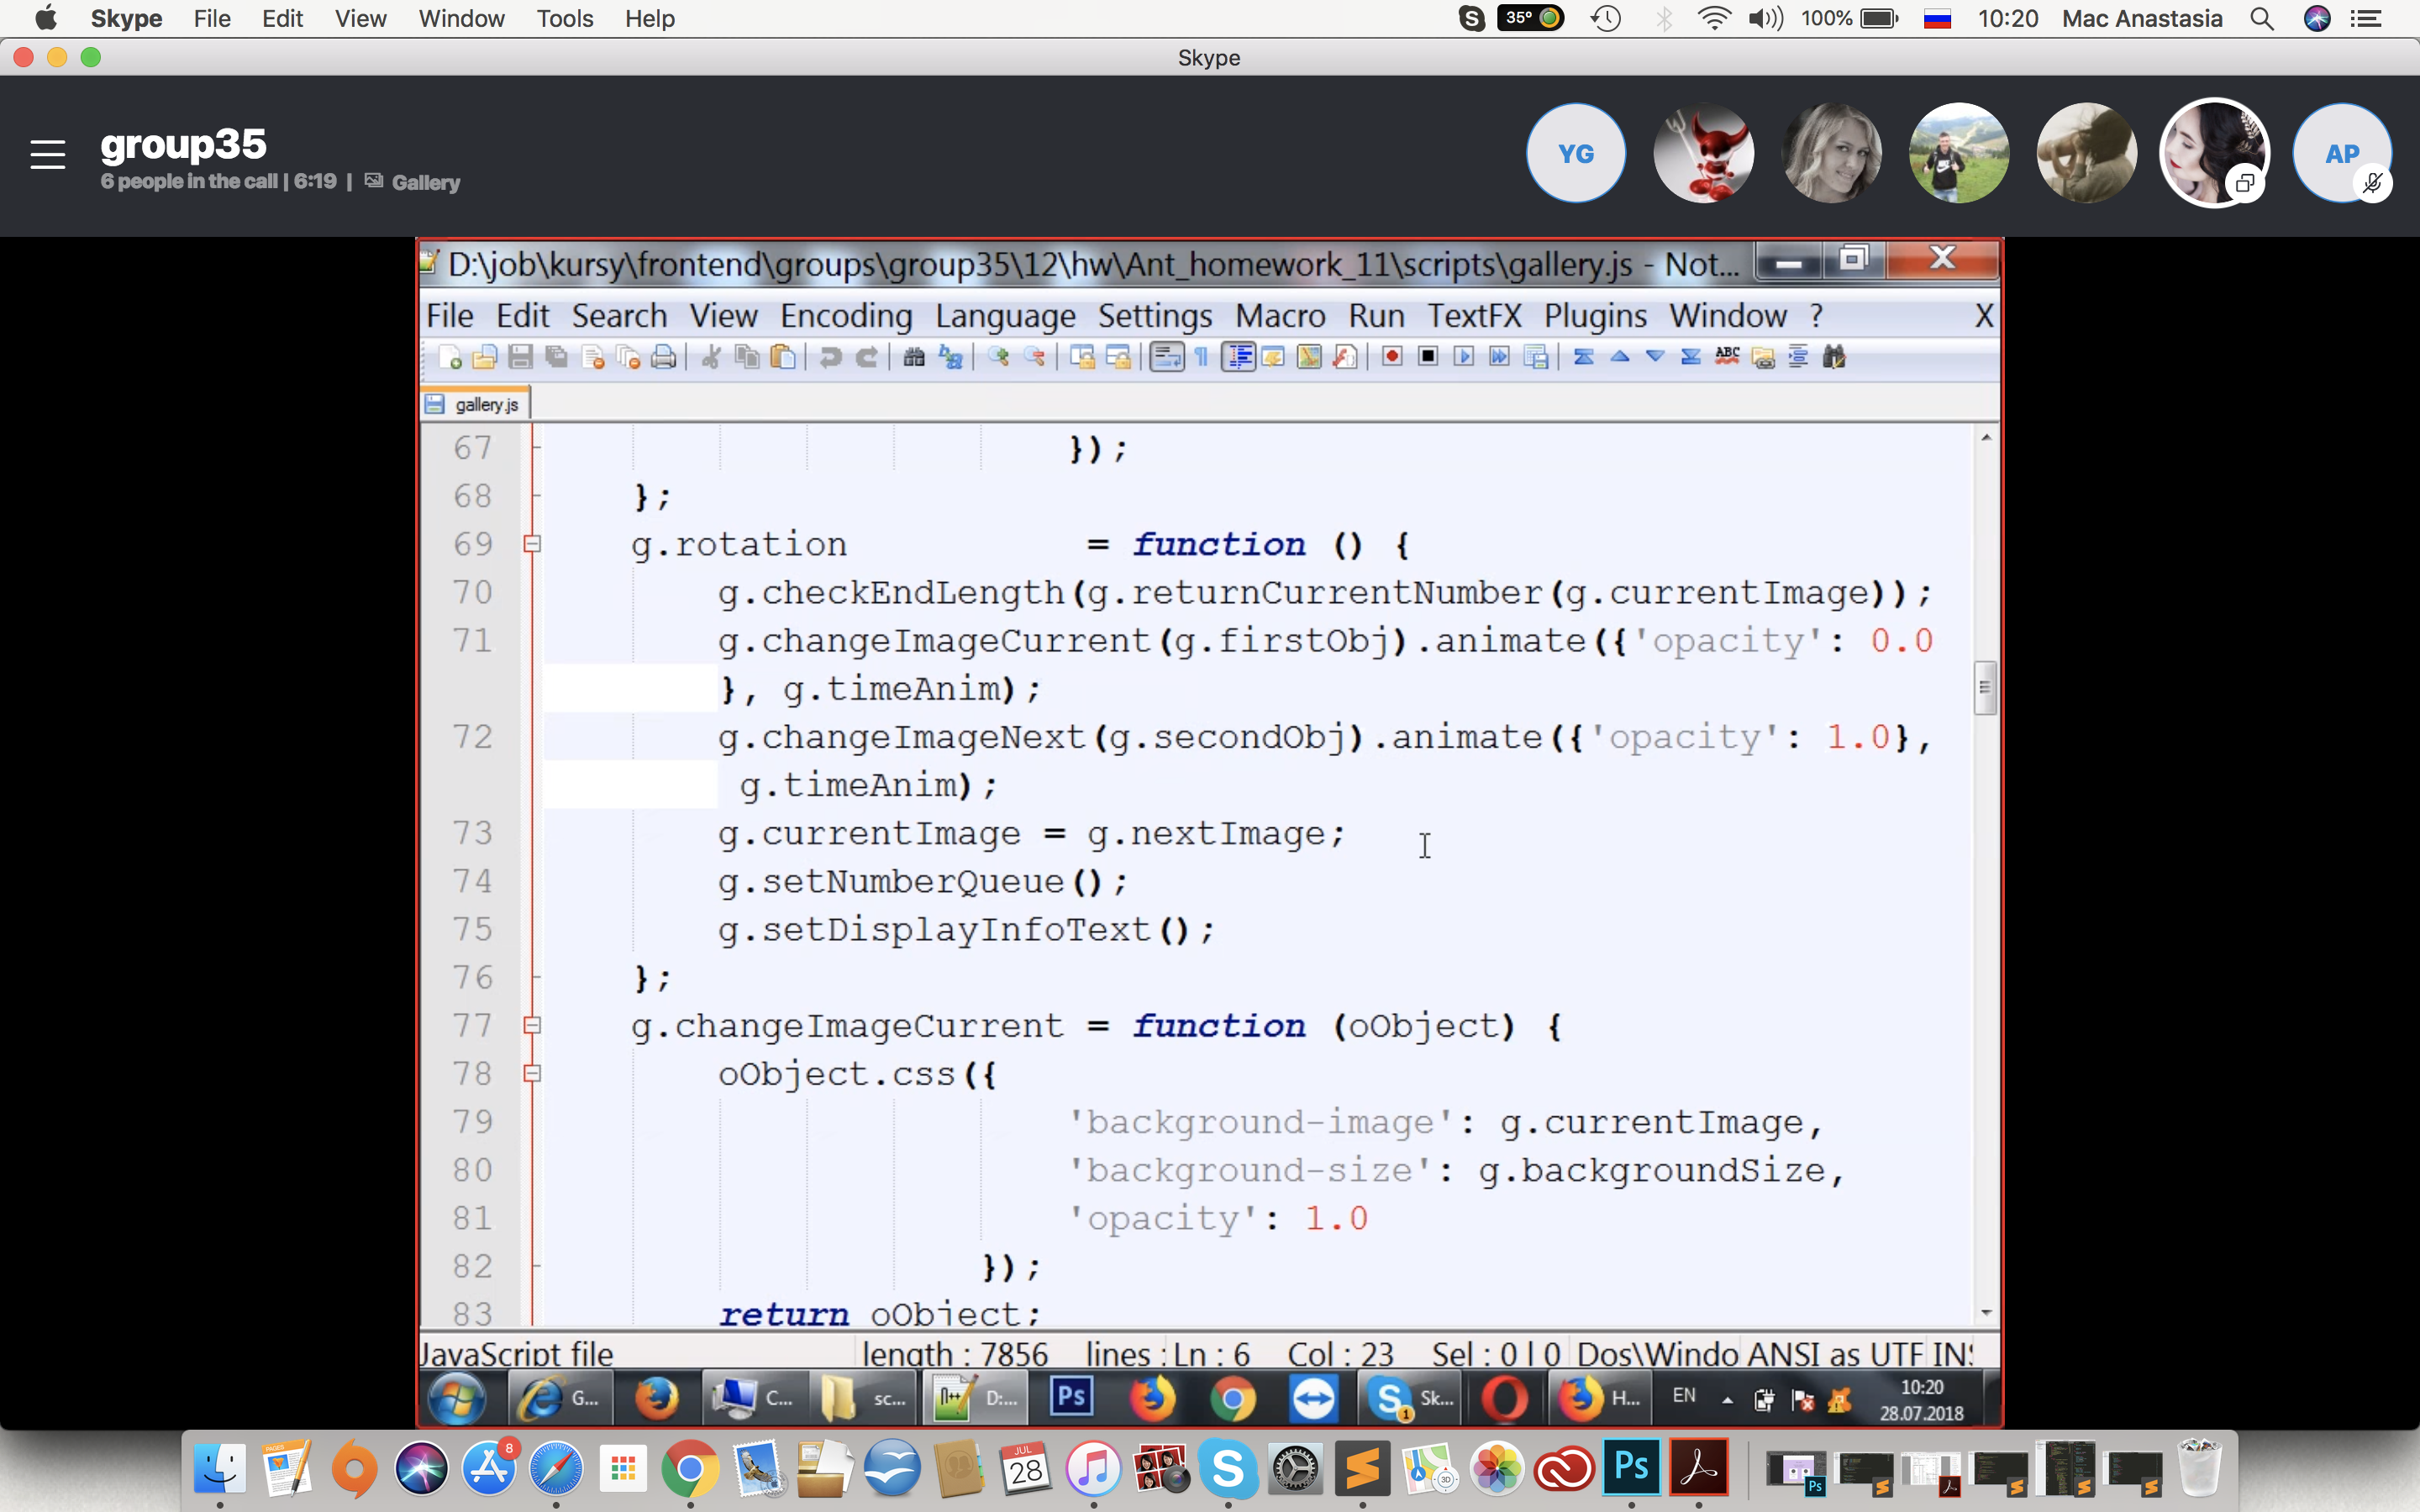 Skype File Edit View Window Tools Help 35° 100% 10:20 Mac Anastasia
Skype
group35
6 people in the call | 6:19 | Gallery
YG AP
D:\job\kursy\frontend\groups\group35\12\hw\Ant_homework_11\scripts\gallery.js - Not...
File Edit Search View Encoding Language Settings Macro Run TextFX Plugins Window ? X
ABC
gallery.js
67 });
68 };
69 g.rotation = function () {
70 g.checkEndLength(g.returnCurrentNumber(g.currentImage));
71 g.changeImageCurrent(g.firstObj).animate({'opacity': 0.0
}, g.timeAnim);
72 g.changeImageNext(g.secondObj).animate({'opacity': 1.0},
g.timeAnim);
73 g.currentImage = g.nextImage;
74 g.setNumberQueue();
75 g.setDisplayInfoText();
76 };
77 g.changeImageCurrent = function (oObject) {
78 oObject.css({
79 'background-image': g.currentImage,
80 'background-size': g.backgroundSize,
81 'opacity': 1.0
82 });
83 return oObject;
JavaScript file length : 7856 lines : Ln : 6 Col : 23 Sel : 0 | 0 Dos\Windo ANSI as UTF INS
G... C... sc... D:... Ps Sk... 1 H... EN 10:20
28.07.2018
PAGES 8 JUL 28 3D Ps Ps